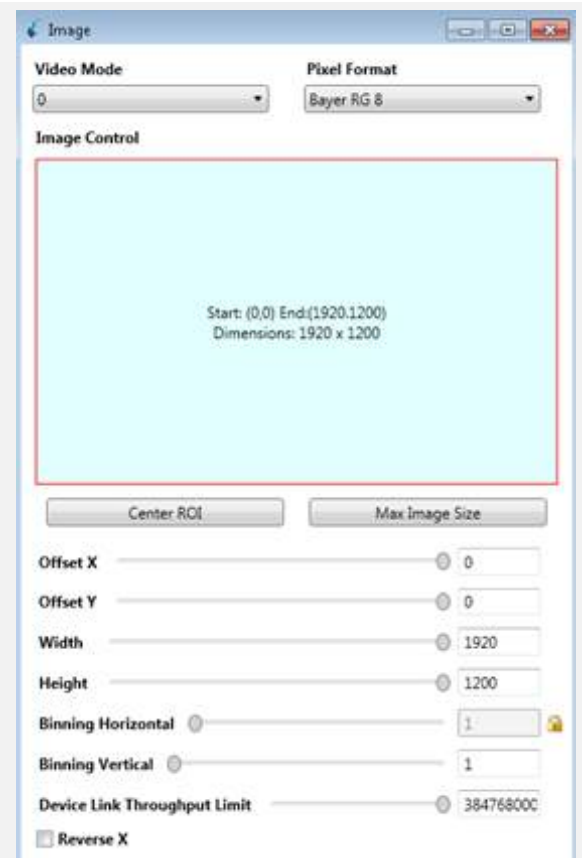 Image
Video Mode Pixel Format
0 Bayer RG 8
Image Control
Start: (0,0) End:(1920.1200)
Dimensions: 1920 x 1200
Center ROI Max Image Size
Offset X 0
Offset Y 0
Width 1920
Height 1200
Binning Horizontal 1
Binning Vertical 1
Device Link Throughput Limit 38476800
Reverse X